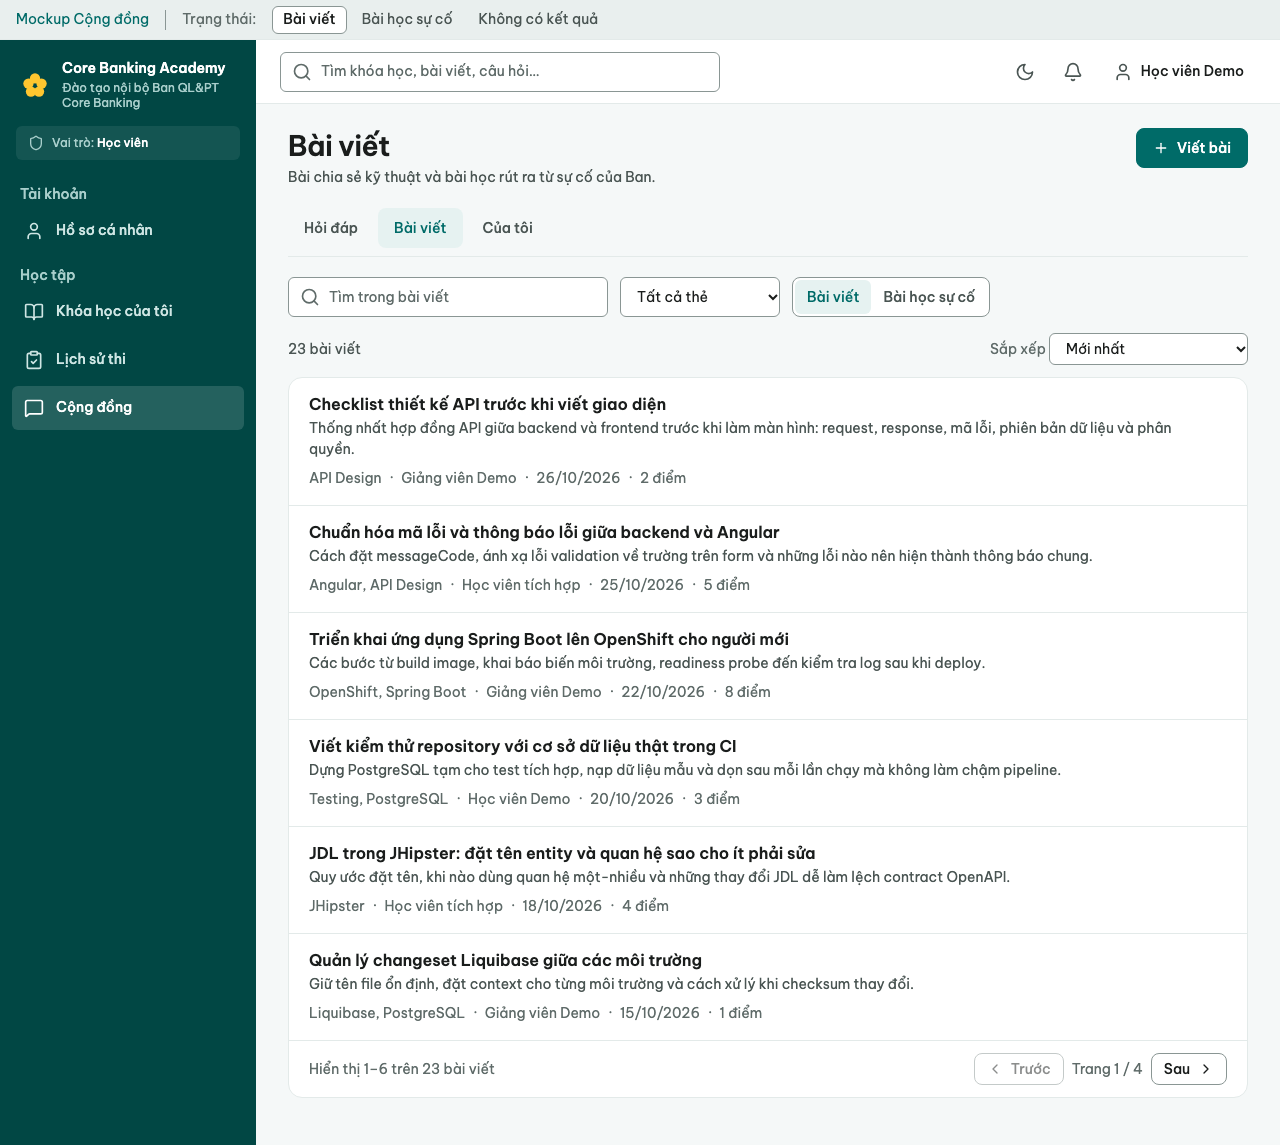 Mockup Cộng đồng
Trạng thái:
Bài viết
Bài học sự cố
Không có kết quả
Core Banking Academy
Đào tạo nội bộ Ban QL&PT
Core Banking
Vai trò: Học viên
Tài khoản
Hồ sơ cá nhân
Học tập
Khóa học của tôi
Lịch sử thi
Cộng đồng
Tìm khóa học, bài viết, câu hỏi...
Học viên Demo
Bài viết
Bài chia sẻ kỹ thuật và bài học rút ra từ sự cố của Ban.
Viết bài
Hỏi đáp
Bài viết
Của tôi
Tìm trong bài viết
Tất cả thẻ
Bài viết
Bài học sự cố
23 bài viết
Sắp xếp
Mới nhất
Checklist thiết kế API trước khi viết giao diện
Thống nhất hợp đồng API giữa backend và frontend trước khi làm màn hình: request, response, mã lỗi, phiên bản dữ liệu và phân
quyền.
API Design · Giảng viên Demo · 26/10/2026 · 2 điểm
Chuẩn hóa mã lỗi và thông báo lỗi giữa backend và Angular
Cách đặt messageCode, ánh xạ lỗi validation về trường trên form và những lỗi nào nên hiện thành thông báo chung.
Angular, API Design · Học viên tích hợp · 25/10/2026 · 5 điểm
Triển khai ứng dụng Spring Boot lên OpenShift cho người mới
Các bước từ build image, khai báo biến môi trường, readiness probe đến kiểm tra log sau khi deploy.
OpenShift, Spring Boot · Giảng viên Demo · 22/10/2026 · 8 điểm
Viết kiểm thử repository với cơ sở dữ liệu thật trong CI
Dựng PostgreSQL tạm cho test tích hợp, nạp dữ liệu mẫu và dọn sau mỗi lần chạy mà không làm chậm pipeline.
Testing, PostgreSQL · Học viên Demo · 20/10/2026 · 3 điểm
JDL trong JHipster: đặt tên entity và quan hệ sao cho ít phải sửa
Quy ước đặt tên, khi nào dùng quan hệ một-nhiều và những thay đổi JDL dễ làm lệch contract OpenAPI.
JHipster · Học viên tích hợp · 18/10/2026 · 4 điểm
Quản lý changeset Liquibase giữa các môi trường
Giữ tên file ổn định, đặt context cho từng môi trường và cách xử lý khi checksum thay đổi.
Liquibase, PostgreSQL · Giảng viên Demo · 15/10/2026 · 1 điểm
Hiển thị 1–6 trên 23 bài viết
Trước
Trang 1 / 4
Sau